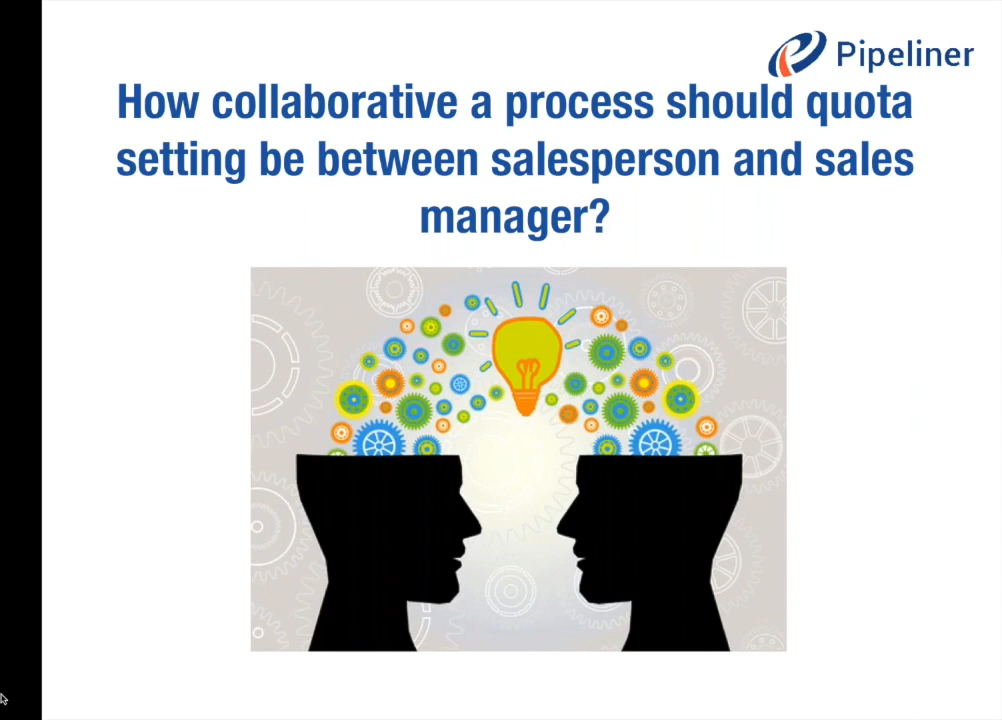 Pipeliner
How collaborative a process should quota
setting be between salesperson and sales
manager?